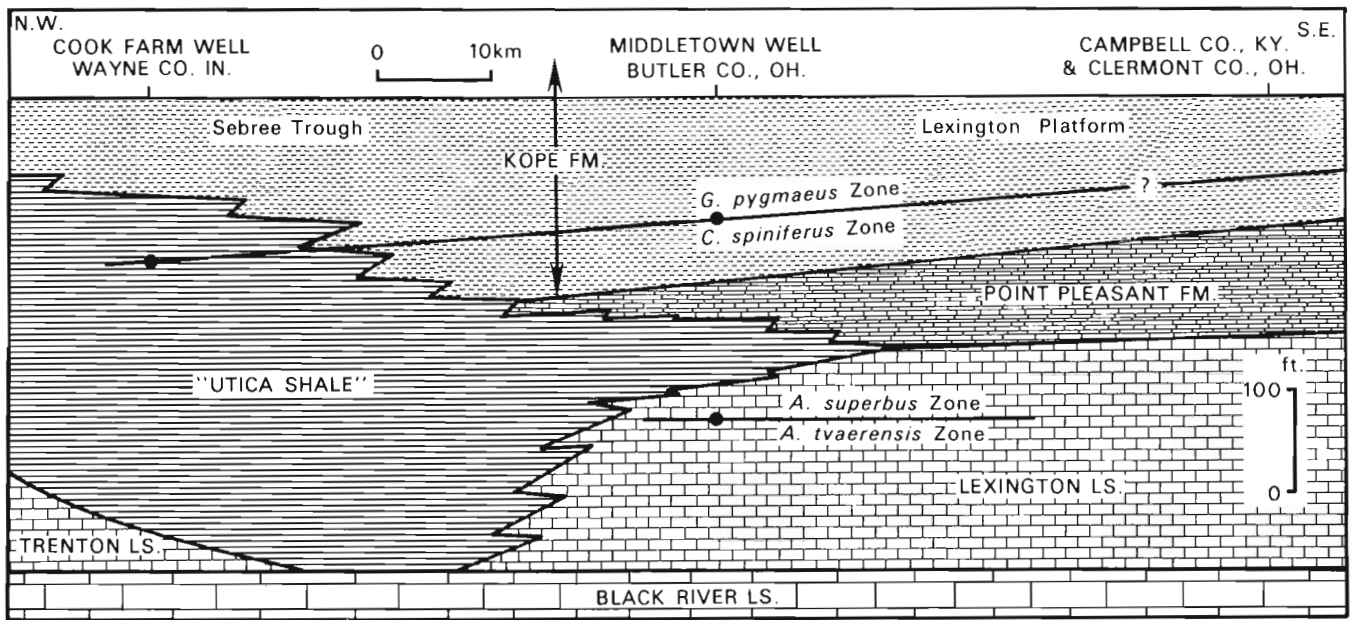 N.W.
S.E.
COOK FARM WELL
WAYNE CO. IN.
0 10km
MIDDLETOWN WELL
BUTLER CO., OH.
CAMPBELL CO., KY.
& CLERMONT CO., OH.
Sebree Trough
Lexington Platform
KOPE FM.
G. pygmaeus Zone
?
C. spiniferus Zone
POINT PLEASANT FM.
"UTICA SHALE"
ft.
100
A. superbus Zone
A. tvaerensis Zone
LEXINGTON LS.
0
TRENTON LS.
BLACK RIVER LS.